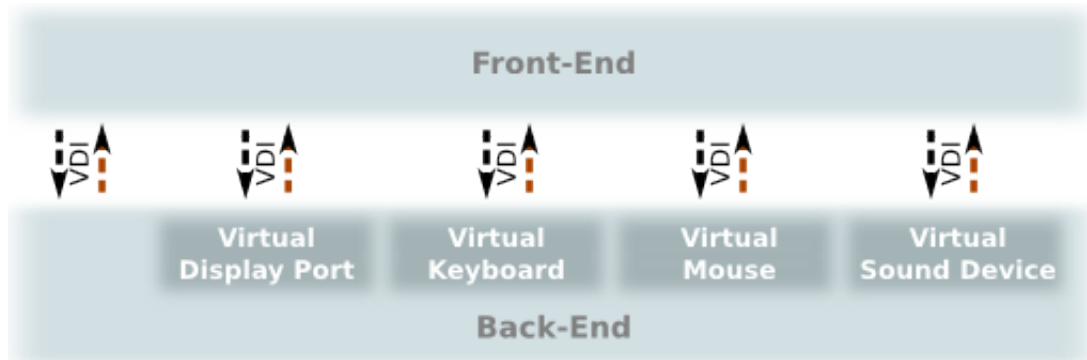 Front-End
VDI
VDI
VDI
VDI
VDI
Virtual
Display Port
Virtual
Keyboard
Virtual
Mouse
Virtual
Sound Device
Back-End